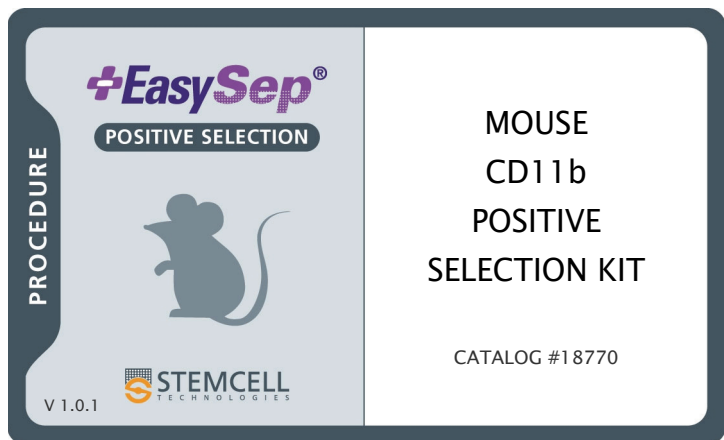 EasySep®
POSITIVE SELECTION
PROCEDURE
STEMCELL
TECHNOLOGIES
V 1.0.1
MOUSE
CD11b
POSITIVE
SELECTION KIT
CATALOG #18770